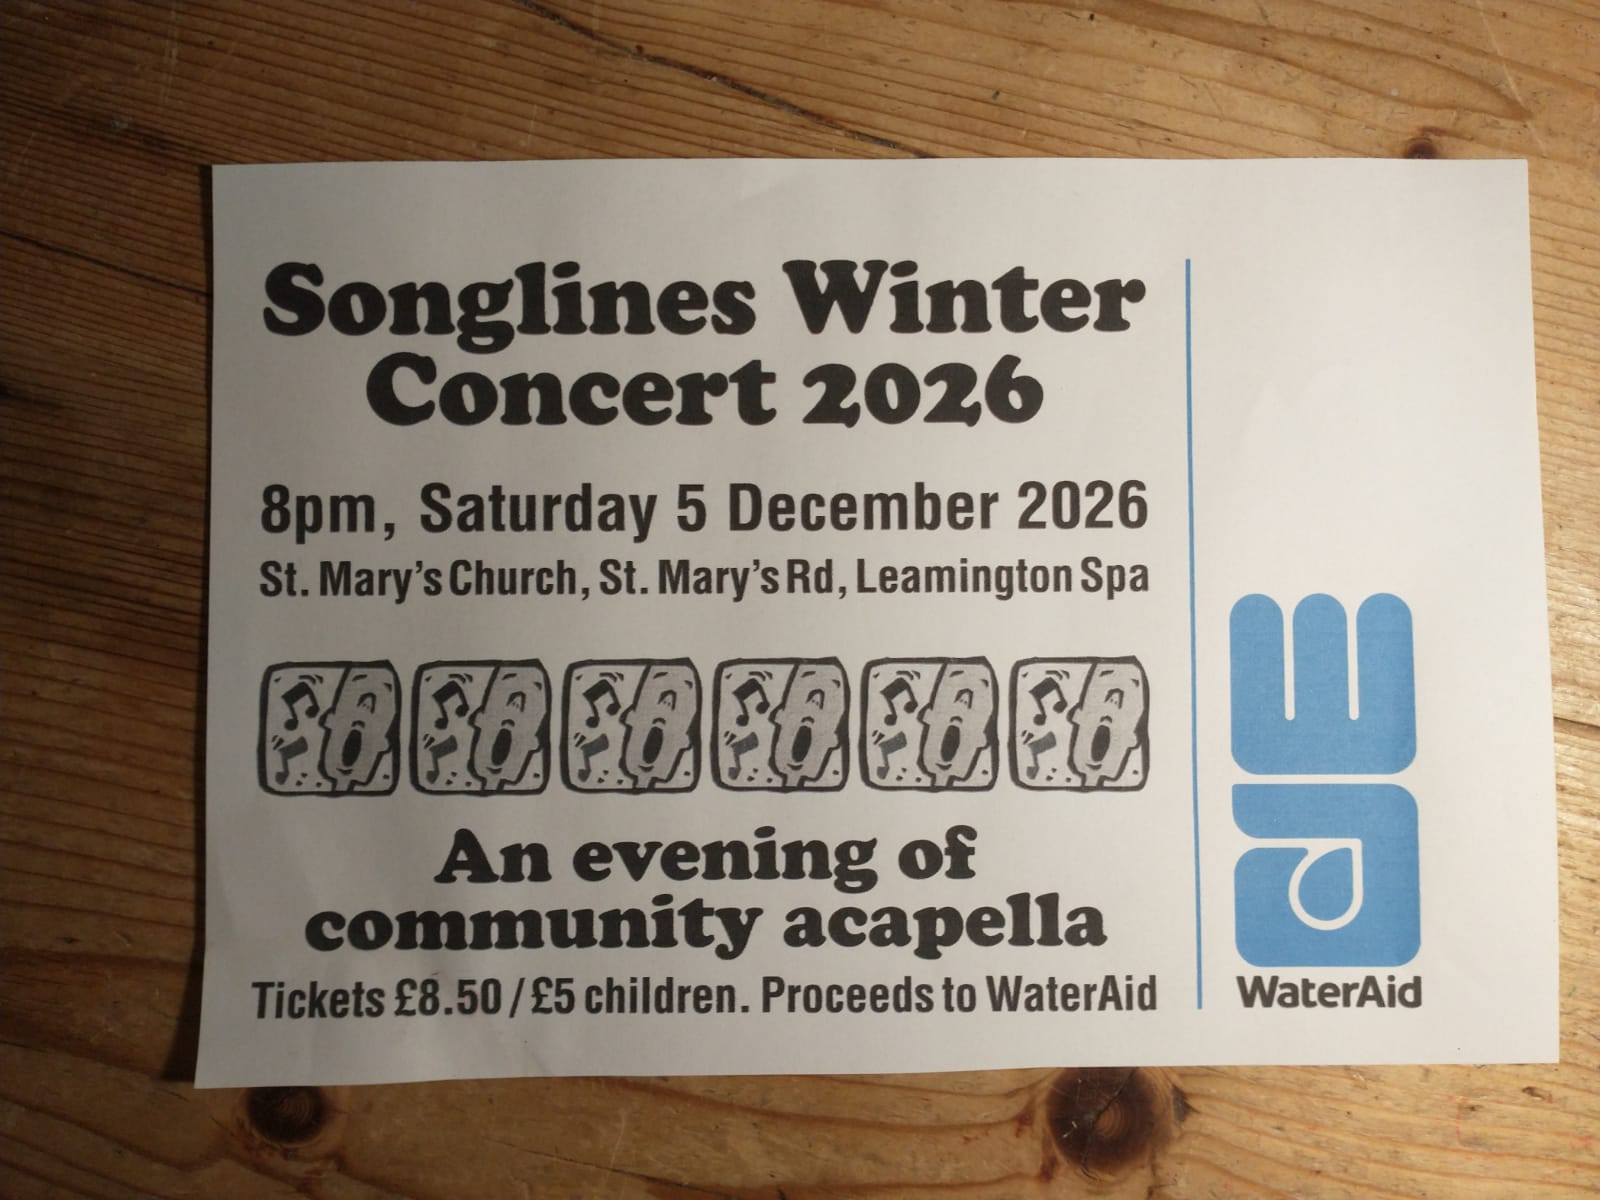 Songlines Winter
Concert 2026
8pm, Saturday 5 December 2026
St. Mary's Church, St. Mary's Rd, Leamington Spa
An evening of
community acapella
Tickets £8.50 / £5 children. Proceeds to WaterAid
WaterAid